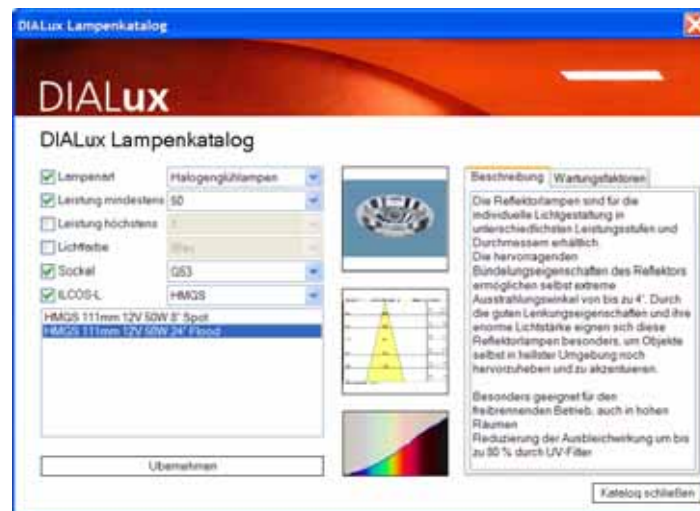 DIALux Lampenkatalog
DIALux
DIALux Lampenkatalog
Lampenart Halogenglühlampen
Leistung mindestens 50
Leistung höchstens
Lichtfarbe
Sockel G53
ILCOS-L HMGS
HMGS 111mm 12V 50W 8° Spot
HMGS 111mm 12V 50W 24° Flood
Übernehmen
Beschreibung Wartungsfaktoren
Die Reflektorlampen sind für die
individuelle Lichtgestaltung in
unterschiedlichsten Leistungsstufen und
Durchmessern erhältlich.
Die hervorragenden
Bündelungseigenschaften des Reflektors
ermöglichen selbst extreme
Ausstrahlungswinkel von bis zu 4°. Durch
die guten Lenkungseigenschaften und ihre
enorme Lichtstärke eignen sich diese
Reflektorlampen besonders, um Objekte
selbst in hellster Umgebung noch
hervorzuheben und zu akzentuieren.
Besonders geeignet für den
freibrennenden Betrieb, auch in hohen
Räumen
Reduzierung der Ausbleichwirkung um bis
zu 80 % durch UV-Filter
Katalog schließen